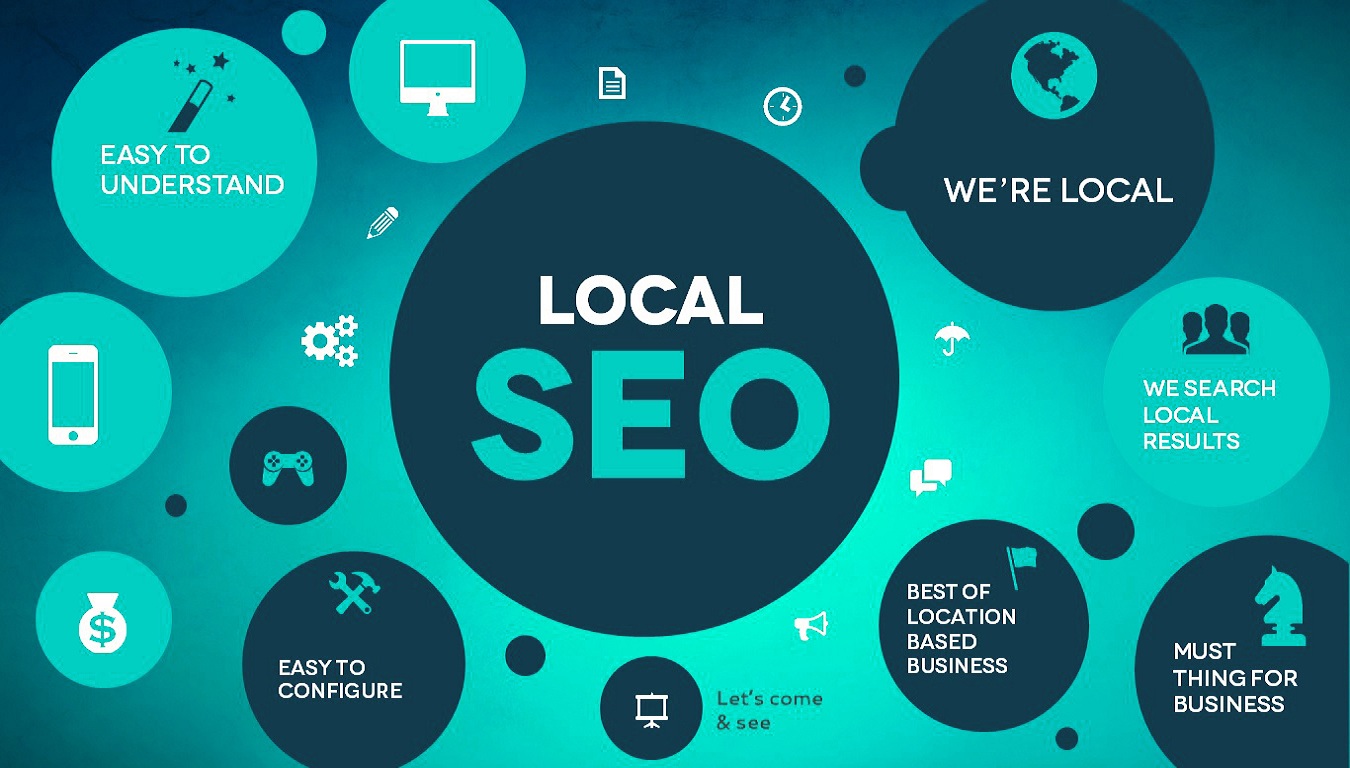 EASY TO
UNDERSTAND
WE'RE LOCAL
LOCAL
SEO
WE SEARCH
LOCAL
RESULTS
$
EASY TO
CONFIGURE
Let's come
& see
BEST OF
LOCATION
BASED
BUSINESS
MUST
THING FOR
BUSINESS